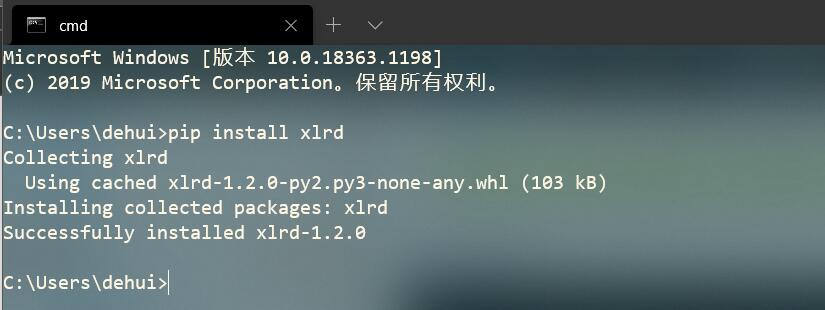 cmd
Microsoft Windows [版本 10.0.18363.1198]
(c) 2019 Microsoft Corporation。保留所有权利。
C:\Users\dehui>pip install xlrd
Collecting xlrd
  Using cached xlrd-1.2.0-py2.py3-none-any.whl (103 kB)
Installing collected packages: xlrd
Successfully installed xlrd-1.2.0
C:\Users\dehui>